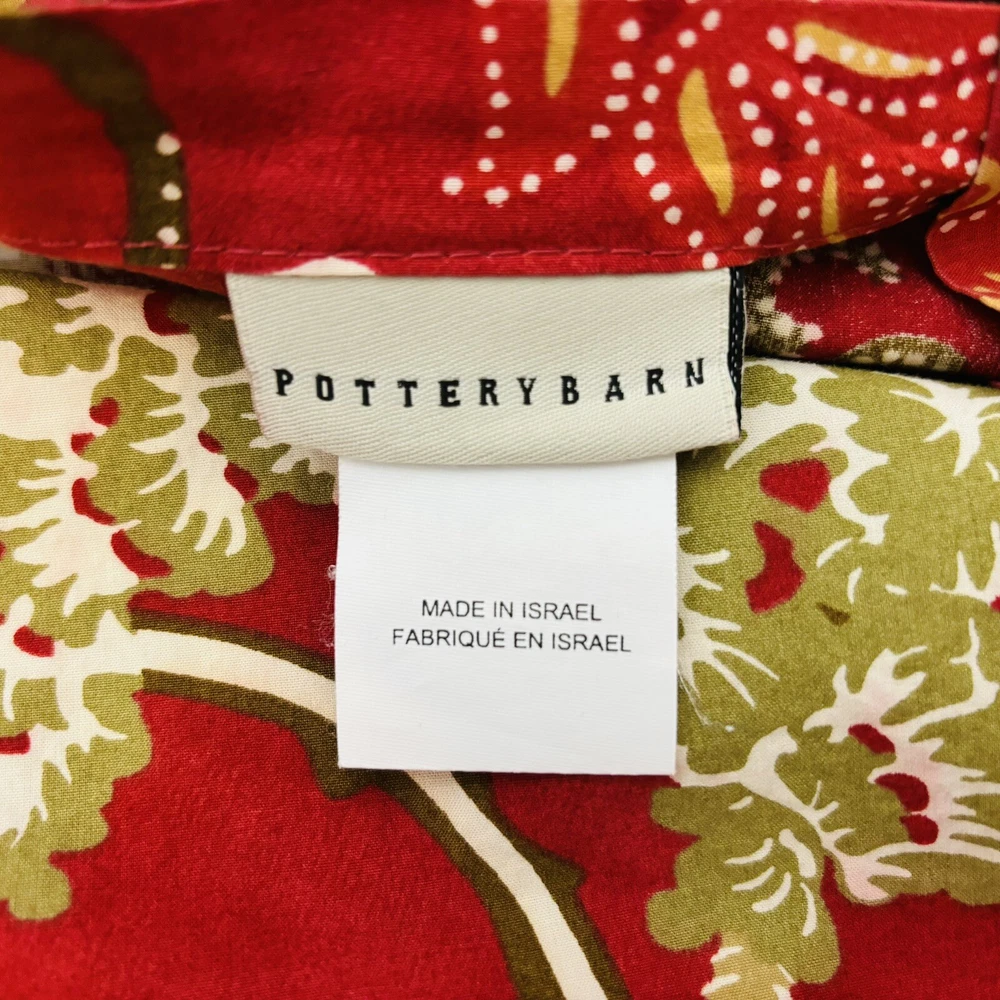 POTTERYBARN
MADE IN ISRAEL
FABRIQUÉ EN ISRAEL